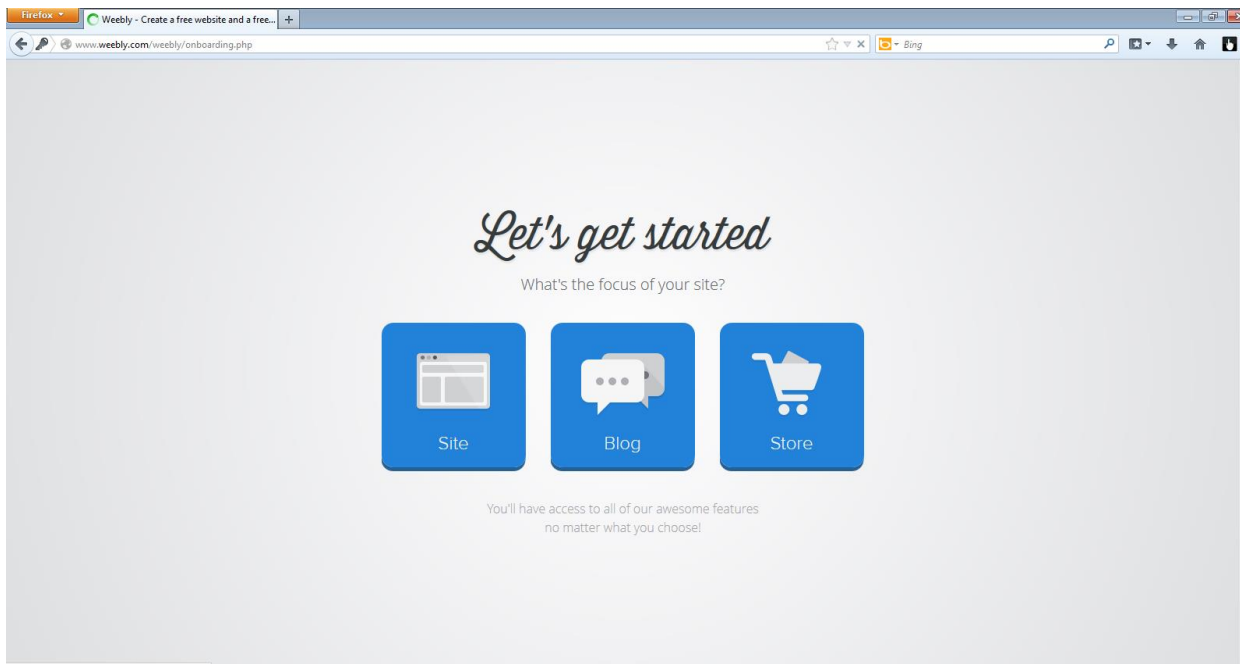 Firefox
Weebly - Create a free website and a free...
www.weebly.com/weebly/onboarding.php
Bing
Let's get started
What's the focus of your site?
Site
Blog
Store
You'll have access to all of our awesome features
no matter what you choose!